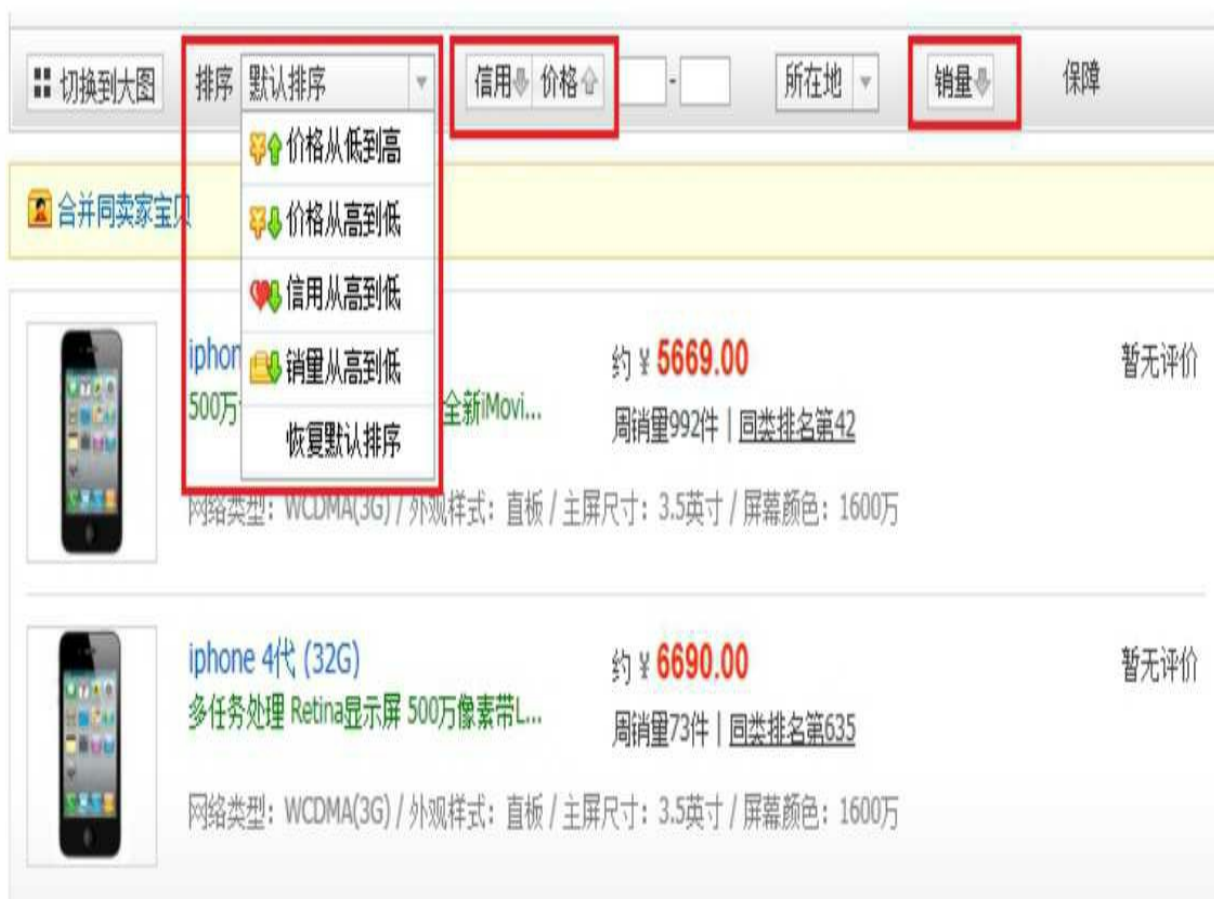 切换到大图 排序 默认排序 信用 价格 - 所在地 销量 保障
价格从低到高
合并同卖家宝贝
价格从高到低
信用从高到低
销量从高到低
恢复默认排序
iphon
500万 全新iMovi...
约 ¥ 5669.00
周销量992件 | 同类排名第42
暂无评价
网络类型: WCDMA(3G) / 外观样式: 直板 / 主屏尺寸: 3.5英寸 / 屏幕颜色: 1600万
iphone 4代 (32G)
多任务处理 Retina显示屏 500万像素带L...
约 ¥ 6690.00
周销量73件 | 同类排名第635
暂无评价
网络类型: WCDMA(3G) / 外观样式: 直板 / 主屏尺寸: 3.5英寸 / 屏幕颜色: 1600万